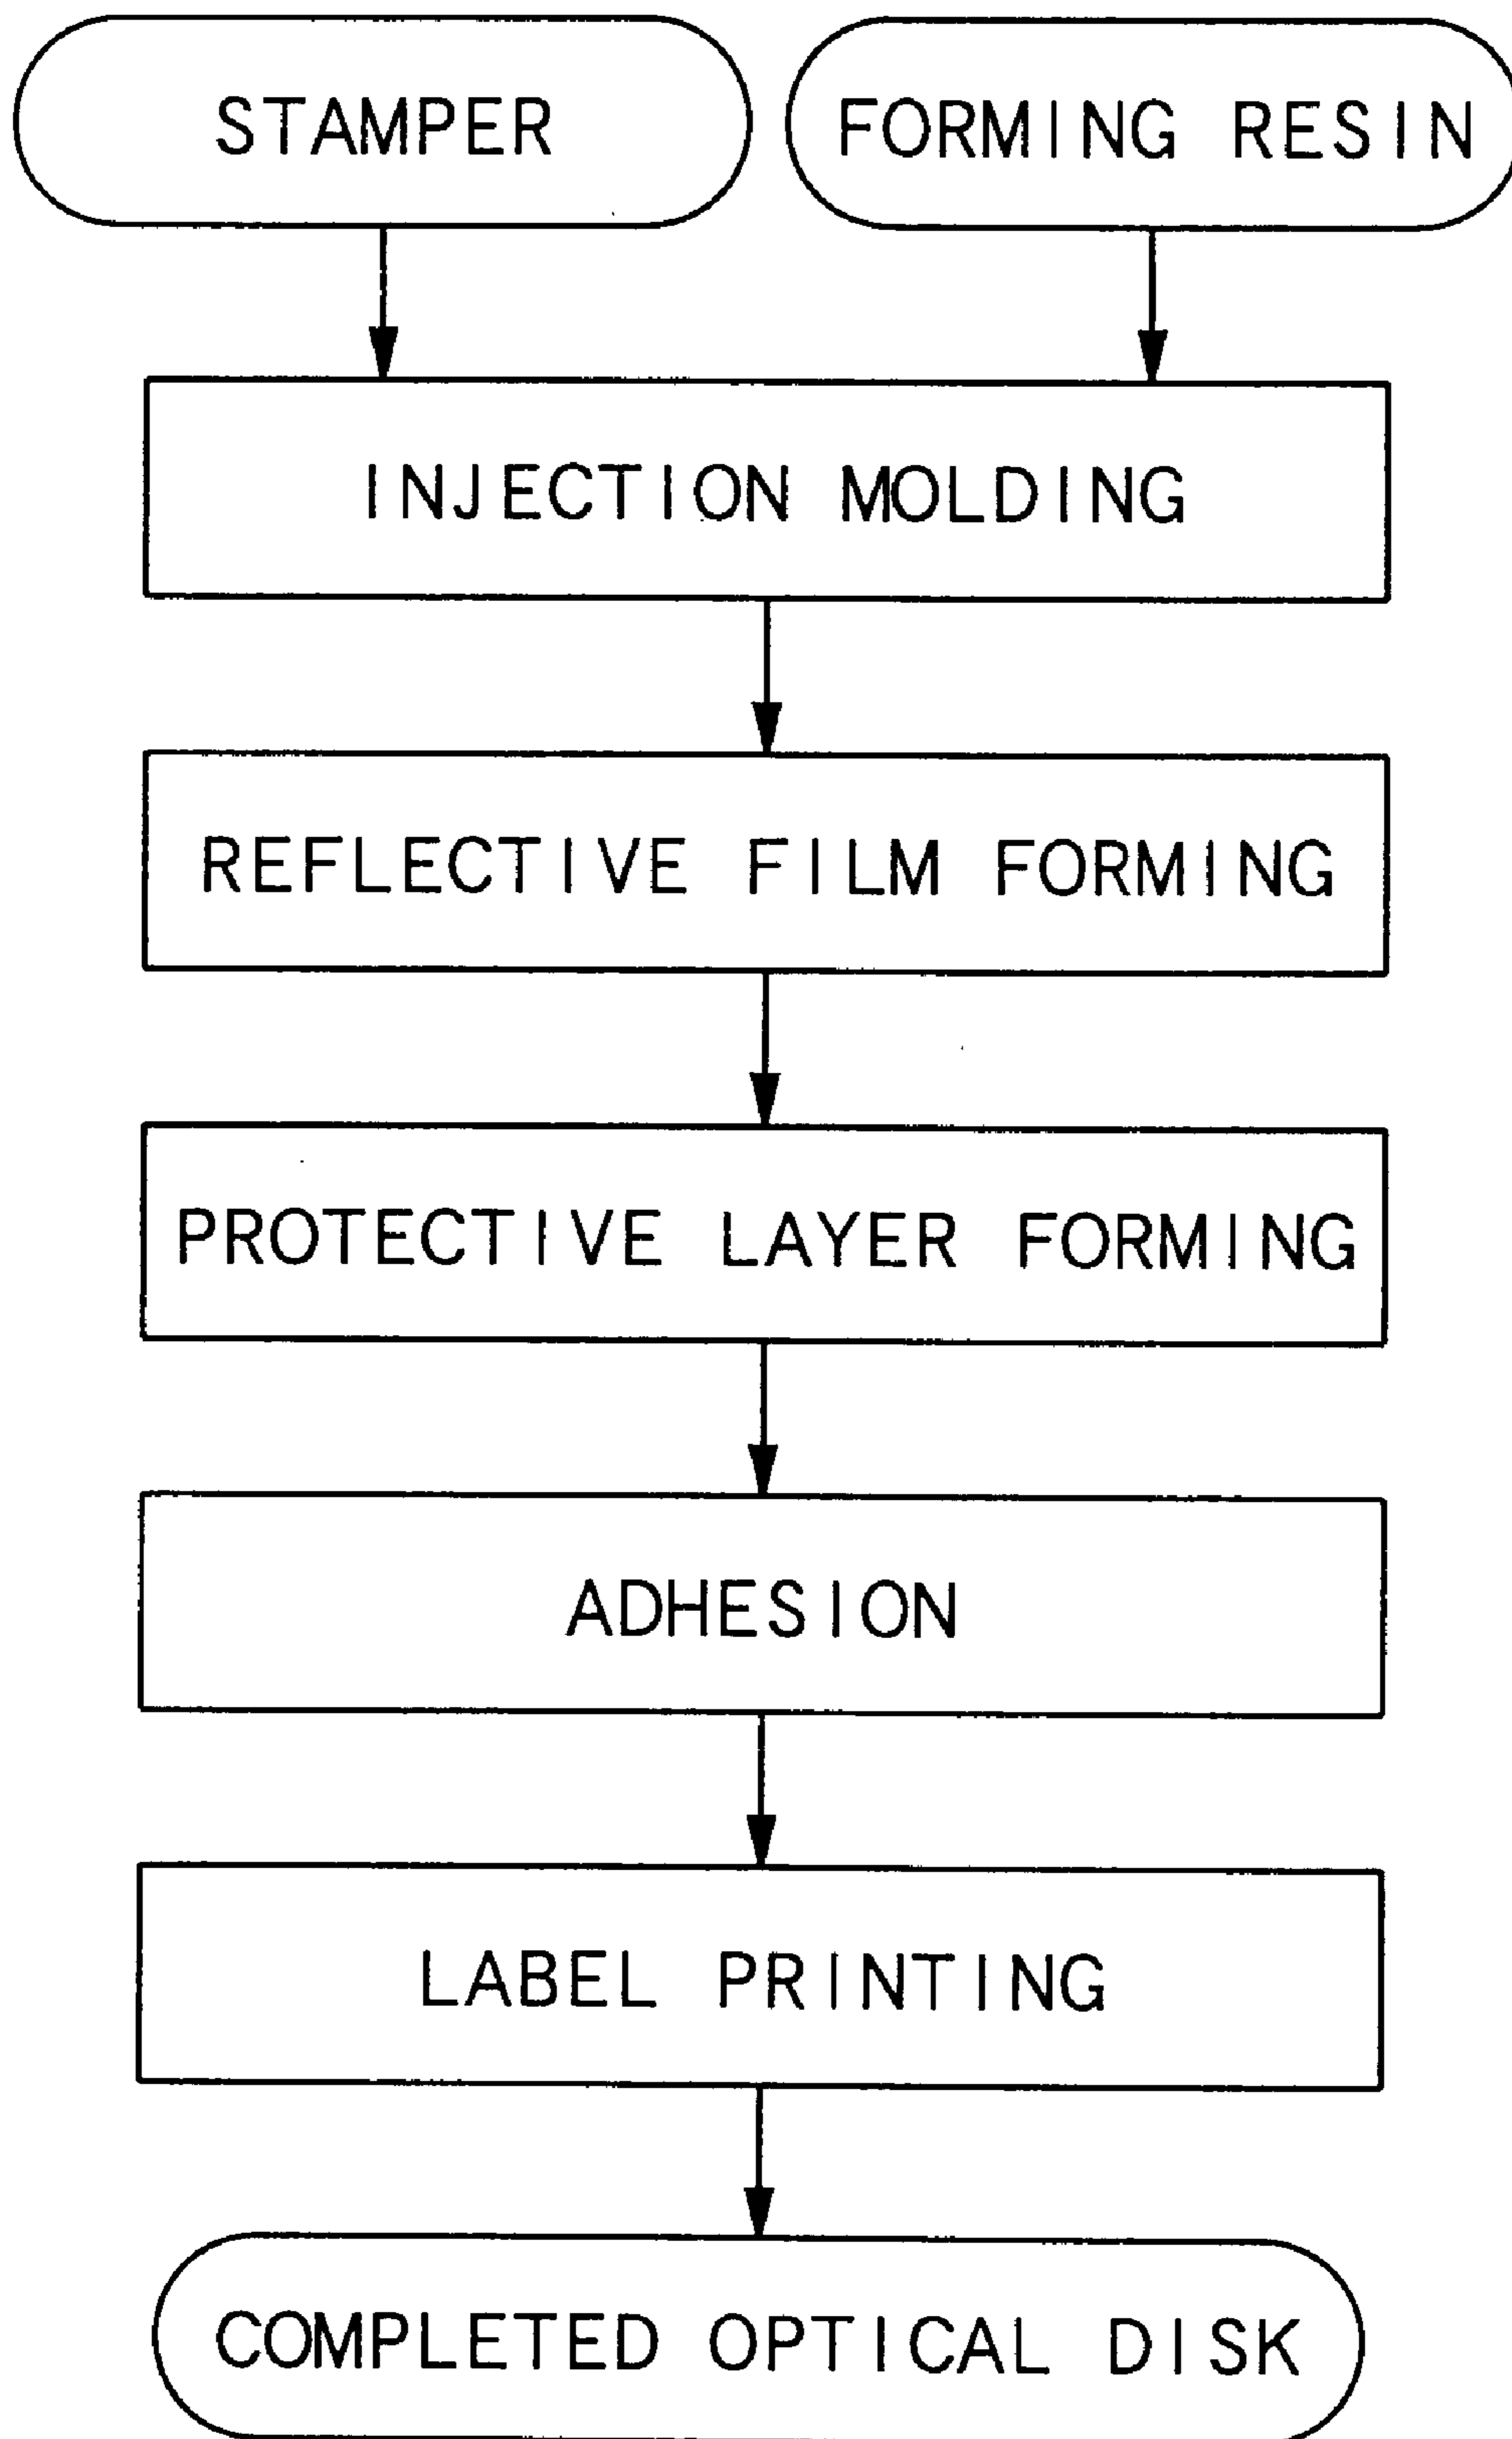 STAMPER
FORMING RESIN
INJECTION MOLDING
REFLECTIVE FILM FORMING
PROTECTIVE LAYER FORMING
ADHESION
LABEL PRINTING
COMPLETED OPTICAL DISK